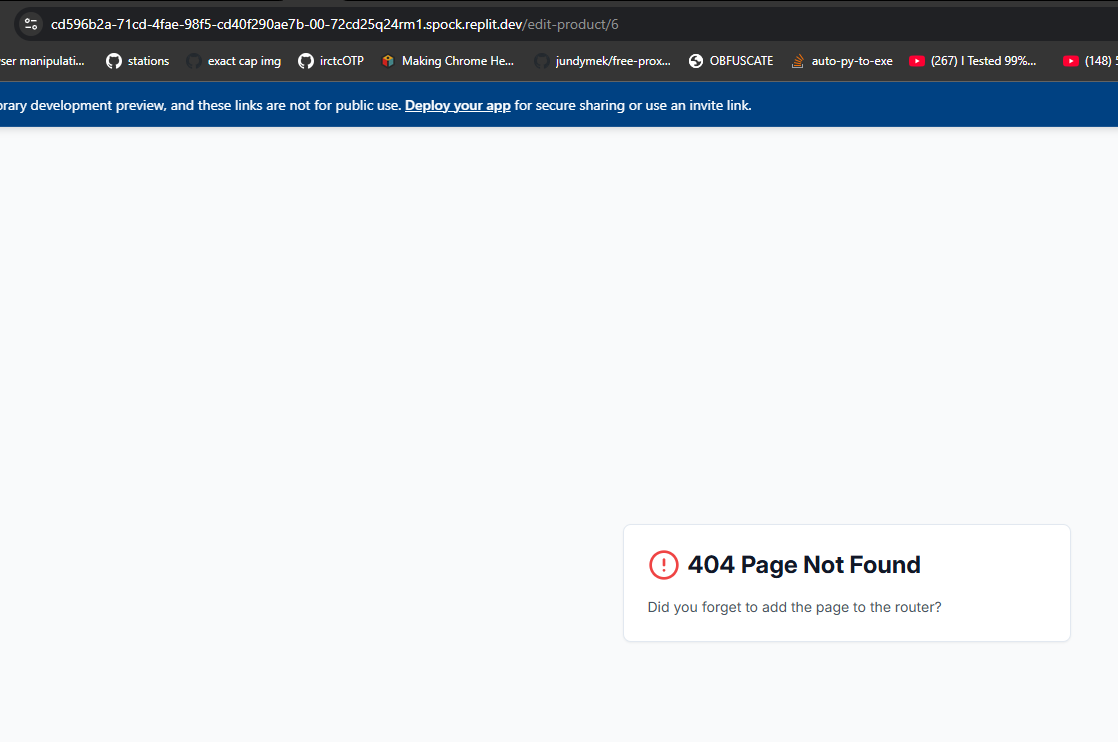 cd596b2a-71cd-4fae-98f5-cd40f290ae7b-00-72cd25q24rm1.spock.replit.dev/edit-product/6
ser manipulati... stations exact cap img irctcOTP Making Chrome He... jundymek/free-prox... OBFUSCATE auto-py-to-exe (267) I Tested 99%... (148) 5
orary development preview, and these links are not for public use. Deploy your app for secure sharing or use an invite link.
404 Page Not Found
Did you forget to add the page to the router?